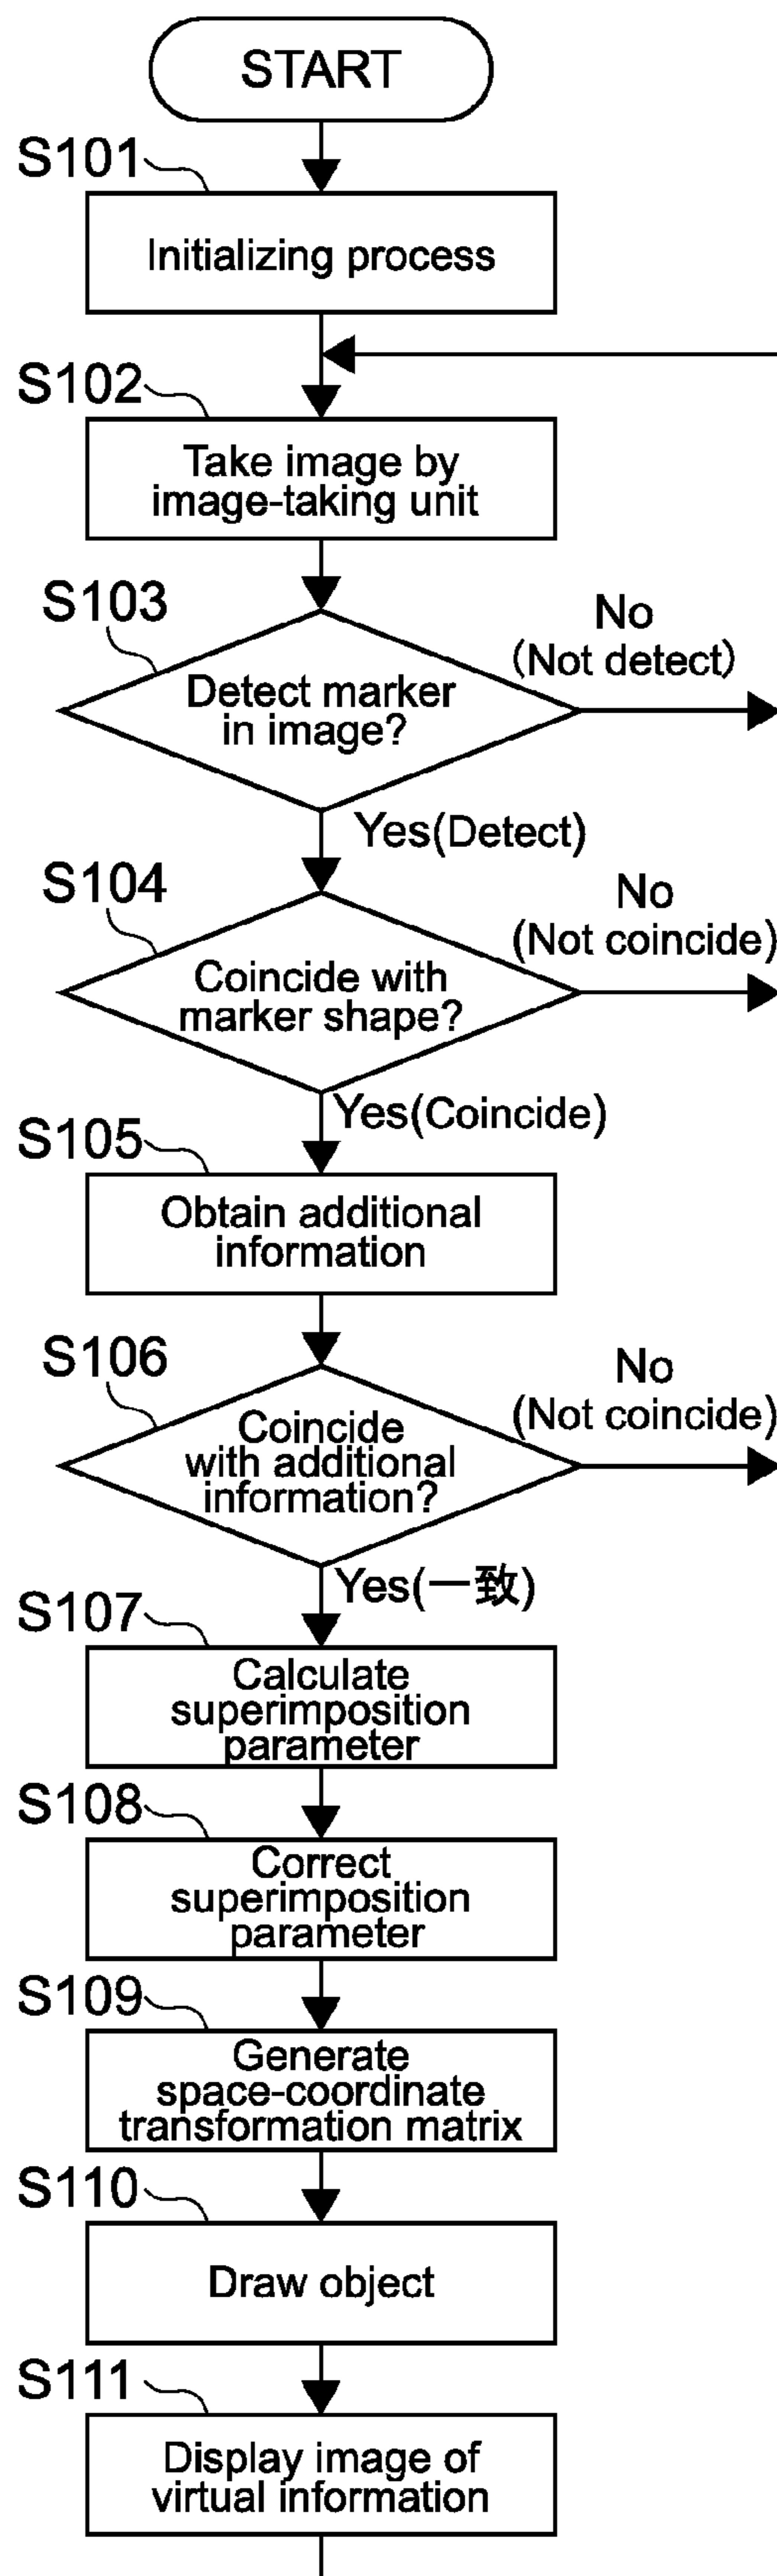 START
S101
Initializing process
S102
Take image by
image-taking unit
S103
Detect marker
in image?
No
(Not detect)
Yes(Detect)
S104
Coincide with
marker shape?
No
(Not coincide)
Yes(Coincide)
S105
Obtain additional
information
S106
Coincide
with additional
information?
No
(Not coincide)
Yes(一致)
S107
Calculate
superimposition
parameter
S108
Correct
superimposition
parameter
S109
Generate
space-coordinate
transformation matrix
S110
Draw object
S111
Display image of
virtual information